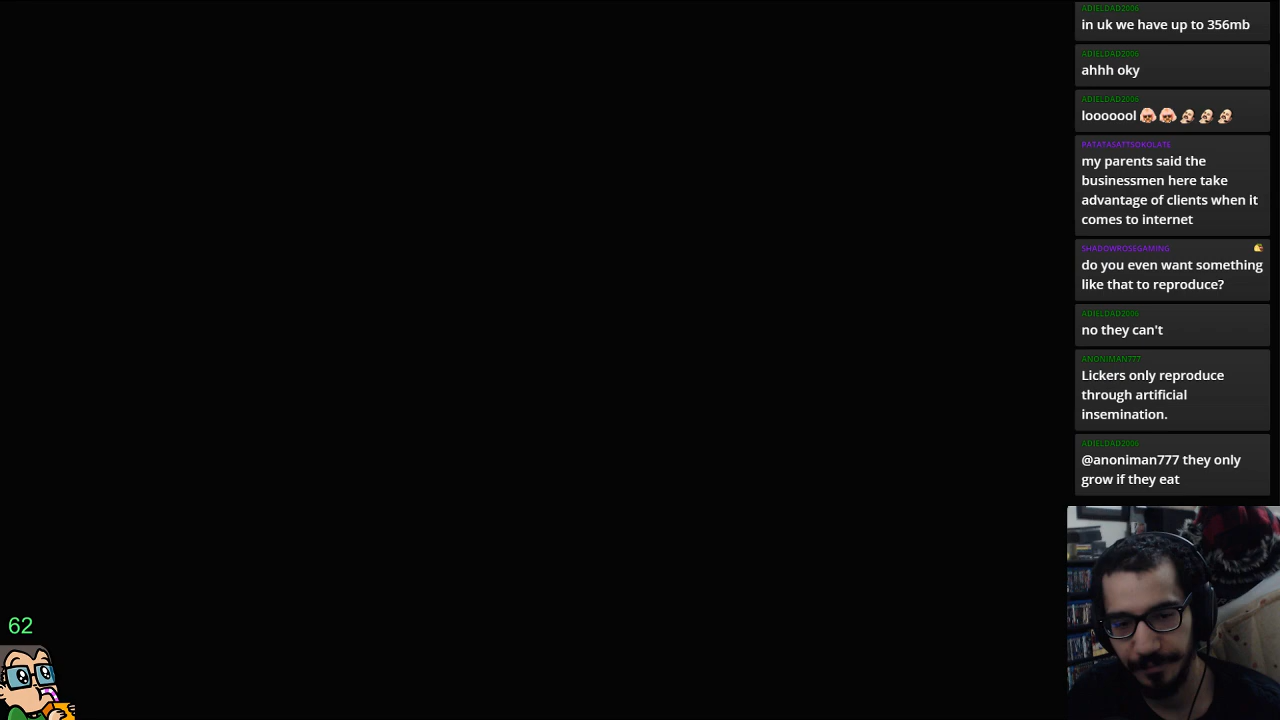 ADIELDAD2006
in uk we have up to 356mb
ADIELDAD2006
ahhh oky
ADIELDAD2006
looooool
PATATASATTSOKOLATE
my parents said the
businessmen here take
advantage of clients when it
comes to internet
SHADOWROSEGAMING
do you even want something
like that to reproduce?
ADIELDAD2006
no they can't
ANONIMAN777
Lickers only reproduce
through artificial
insemination.
ADIELDAD2006
@anoniman777 they only
grow if they eat
62